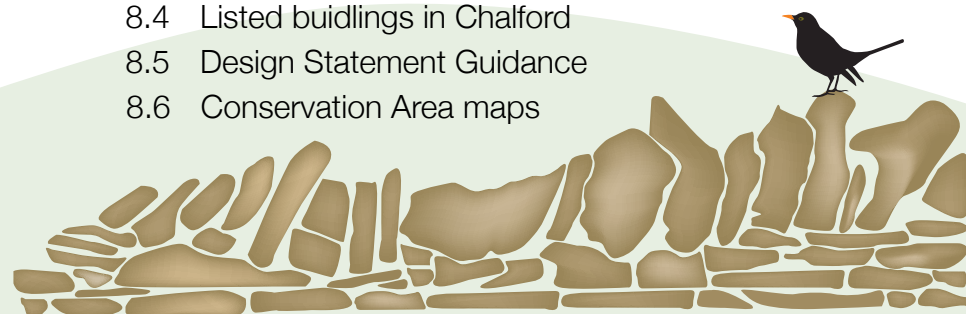 8.4 Listed buidlings in Chalford
8.5 Design Statement Guidance
8.6 Conservation Area maps